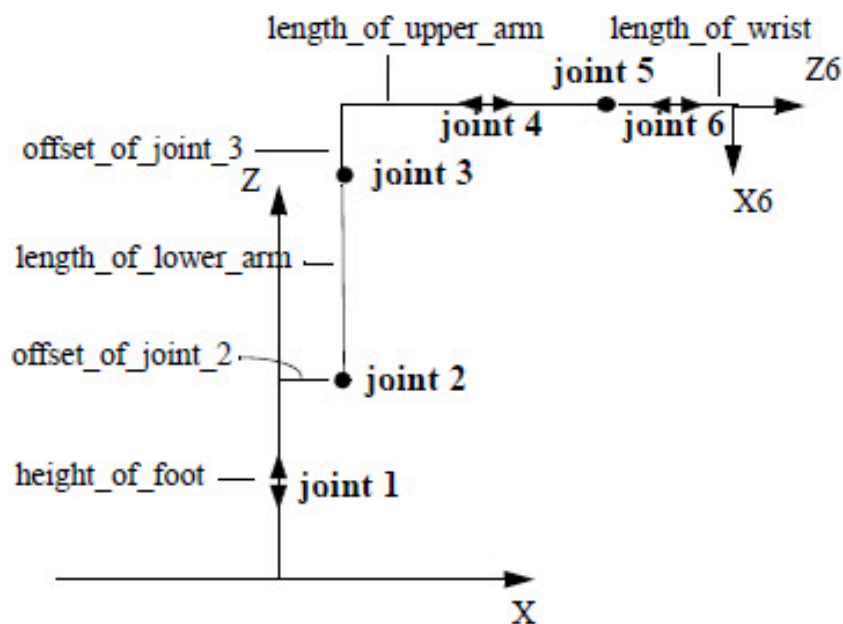 length_of_upper_arm
length_of_wrist
joint 5
Z6
joint 4
joint 6
offset_of_joint_3
Z
joint 3
X6
length_of_lower_arm
offset_of_joint_2
joint 2
height_of_foot
joint 1
X